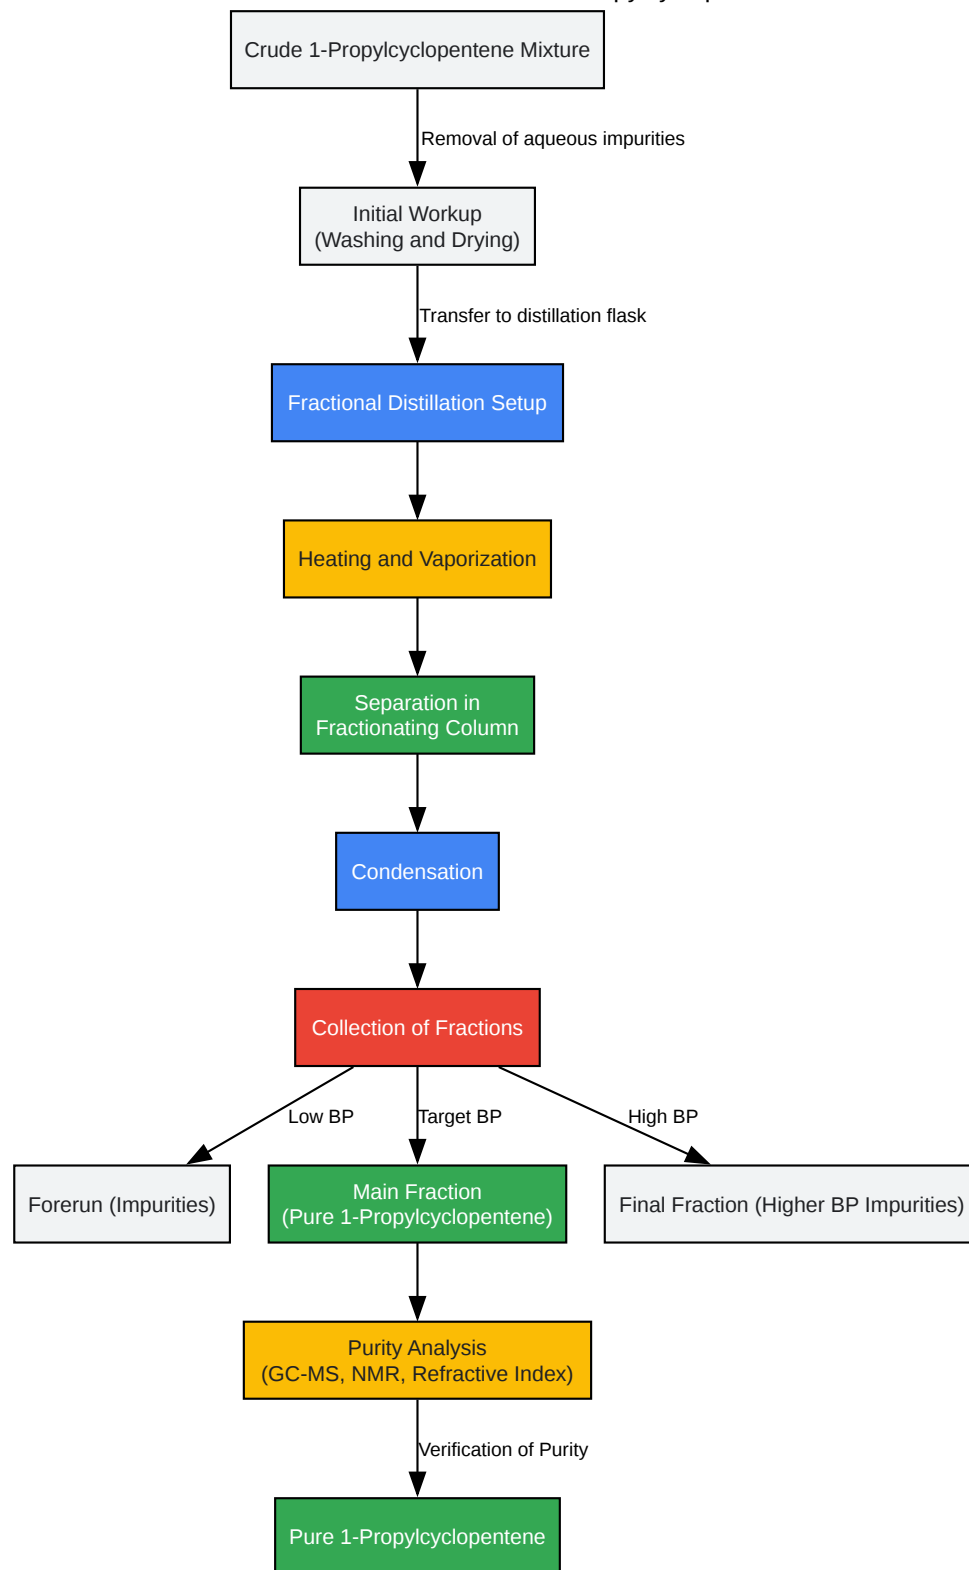 Crude 1-Propylcyclopentene Mixture
Removal of aqueous impurities
Initial Workup
(Washing and Drying)
Transfer to distillation flask
Fractional Distillation Setup
Heating and Vaporization
Separation in
Fractionating Column
Condensation
Collection of Fractions
Low BP
Target BP
High BP
Forerun (Impurities)
Main Fraction
(Pure 1-Propylcyclopentene)
Final Fraction (Higher BP Impurities)
Purity Analysis
(GC-MS, NMR, Refractive Index)
Verification of Purity
Pure 1-Propylcyclopentene